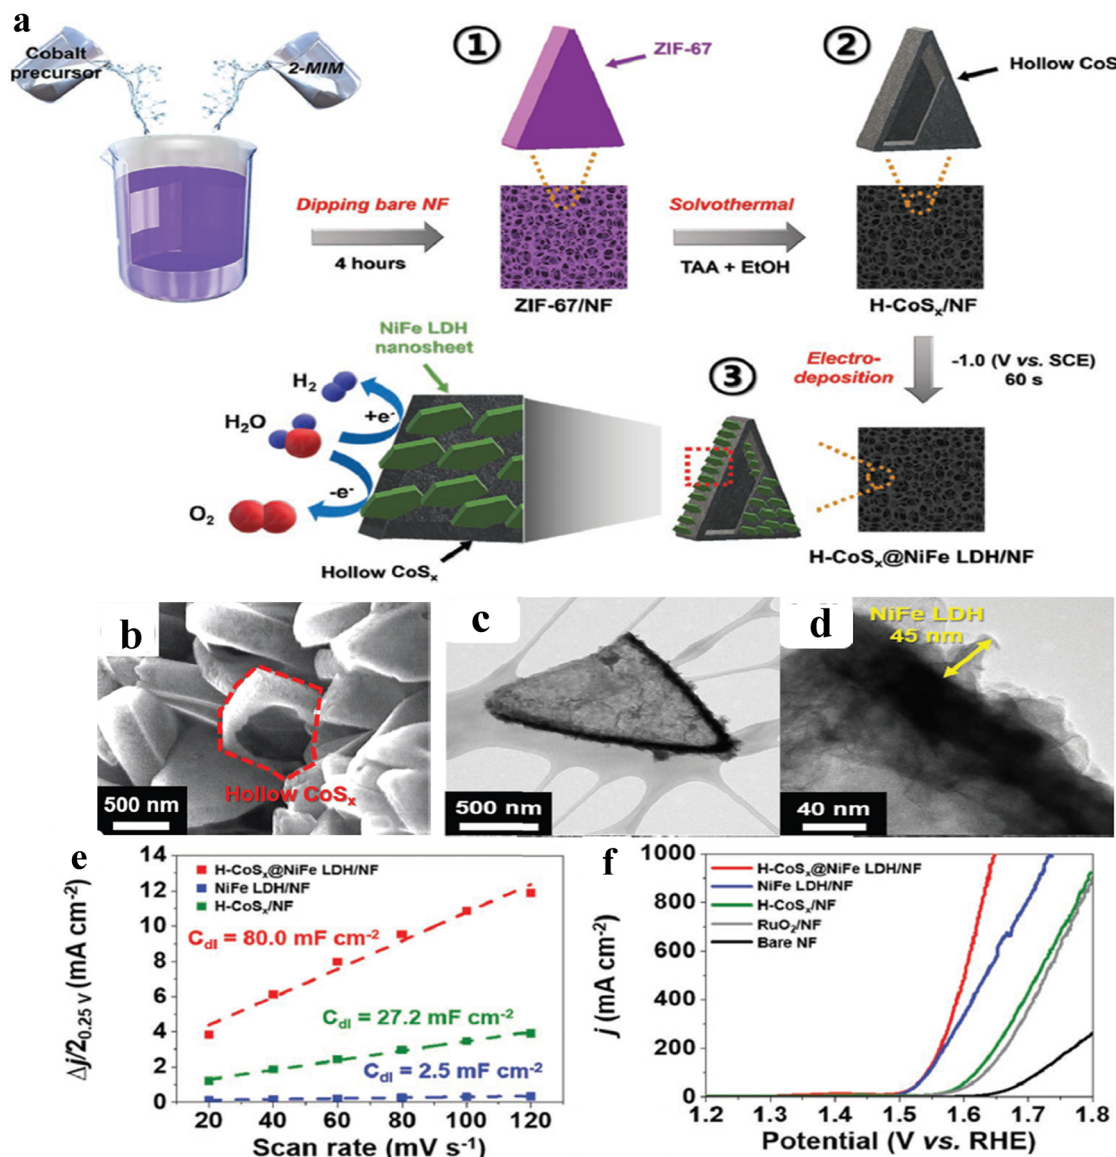 a
Cobalt
precursor
2-MIM
①
ZIF-67
②
Hollow CoS
Dipping bare NF
4 hours
ZIF-67/NF
Solvothermal
TAA + EtOH
H-CoSₓ/NF
NiFe LDH
nanosheet
H₂
H₂O
+e⁻
-e⁻
O₂
Hollow CoSₓ
③
Electro-
deposition
-1.0 (V vs. SCE)
60 s
H-CoSₓ@NiFe LDH/NF
b
Hollow CoSₓ
500 nm
c
500 nm
d
NiFe LDH
45 nm
40 nm
e
H-CoSₓ@NiFe LDH/NF
NiFe LDH/NF
H-CoSₓ/NF
C_dl = 80.0 mF cm⁻²
C_dl = 27.2 mF cm⁻²
C_dl = 2.5 mF cm⁻²
Δj/2₀.₂₅ ᵥ (mA cm⁻²)
14
12
10
8
6
4
2
0
20 40 60 80 100 120
Scan rate (mV s⁻¹)
f
H-CoSₓ@NiFe LDH/NF
NiFe LDH/NF
H-CoSₓ/NF
RuO₂/NF
Bare NF
j (mA cm⁻²)
1000
800
600
400
200
0
1.2 1.3 1.4 1.5 1.6 1.7 1.8
Potential (V vs. RHE)